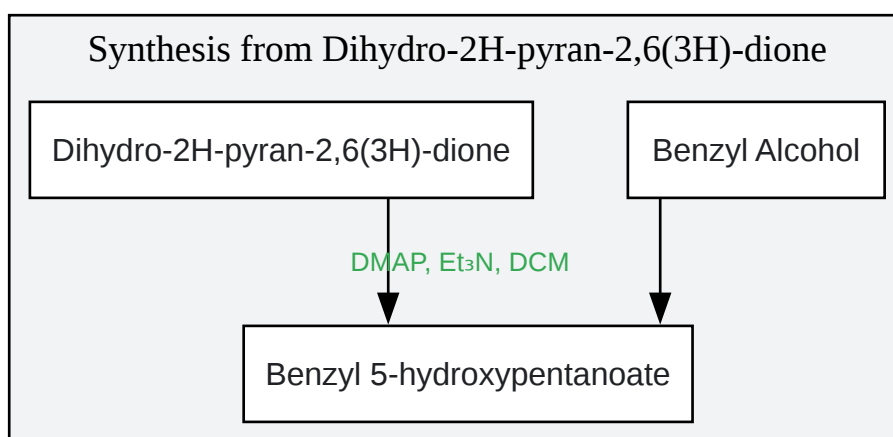 Synthesis from Dihydro-2H-pyran-2,6(3H)-dione
Dihydro-2H-pyran-2,6(3H)-dione
Benzyl Alcohol
DMAP, Et₃N, DCM
Benzyl 5-hydroxypentanoate